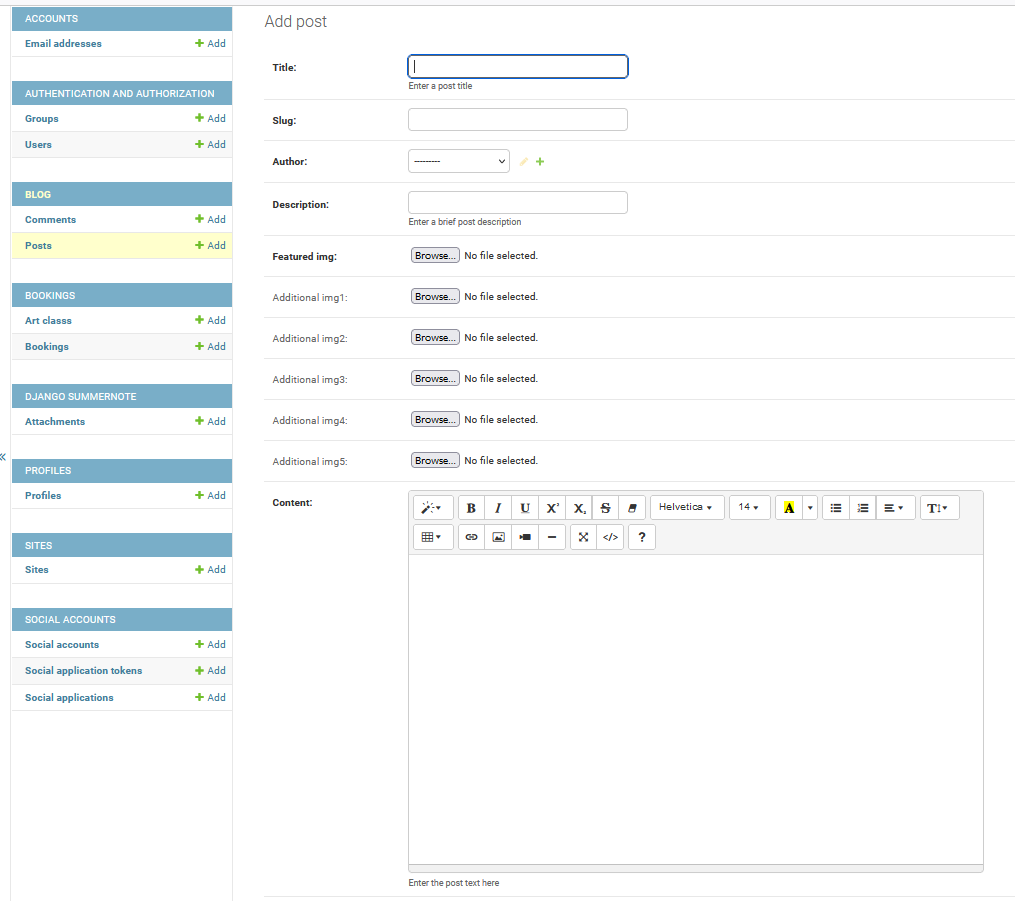 ACCOUNTS
Email addresses + Add
AUTHENTICATION AND AUTHORIZATION
Groups + Add
Users + Add
BLOG
Comments + Add
Posts + Add
BOOKINGS
Art classs + Add
Bookings + Add
DJANGO SUMMERNOTE
Attachments + Add
«
PROFILES
Profiles + Add
SITES
Sites + Add
SOCIAL ACCOUNTS
Social accounts + Add
Social application tokens + Add
Social applications + Add
Add post
Title:
Enter a post title
Slug:
Author: --------- +
Description:
Enter a brief post description
Featured img: Browse... No file selected.
Additional img1: Browse... No file selected.
Additional img2: Browse... No file selected.
Additional img3: Browse... No file selected.
Additional img4: Browse... No file selected.
Additional img5: Browse... No file selected.
Content:
B I U X² X₂ S Helvetica 14 A T
</> ?
Enter the post text here